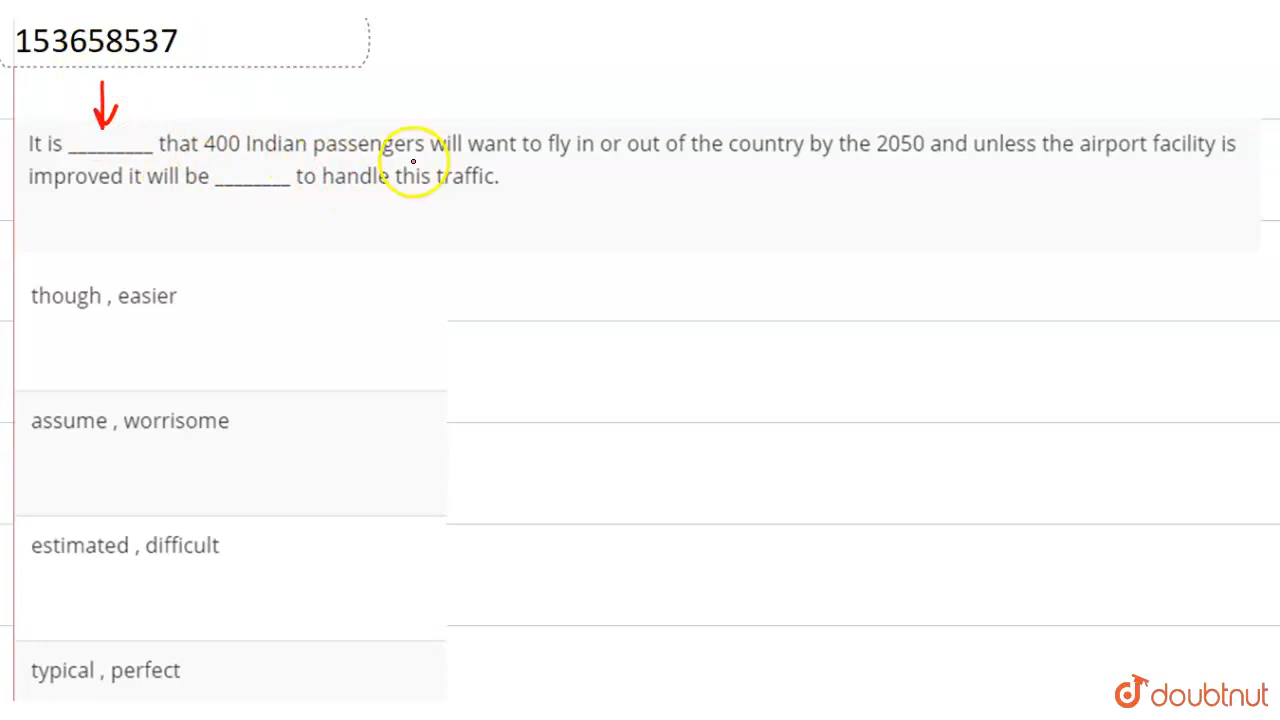 153658537
It is _________ that 400 Indian passengers will want to fly in or out of the country by the 2050 and unless the airport facility is
improved it will be ________ to handle this traffic.
though , easier
assume , worrisome
estimated , difficult
typical , perfect
doubtnut